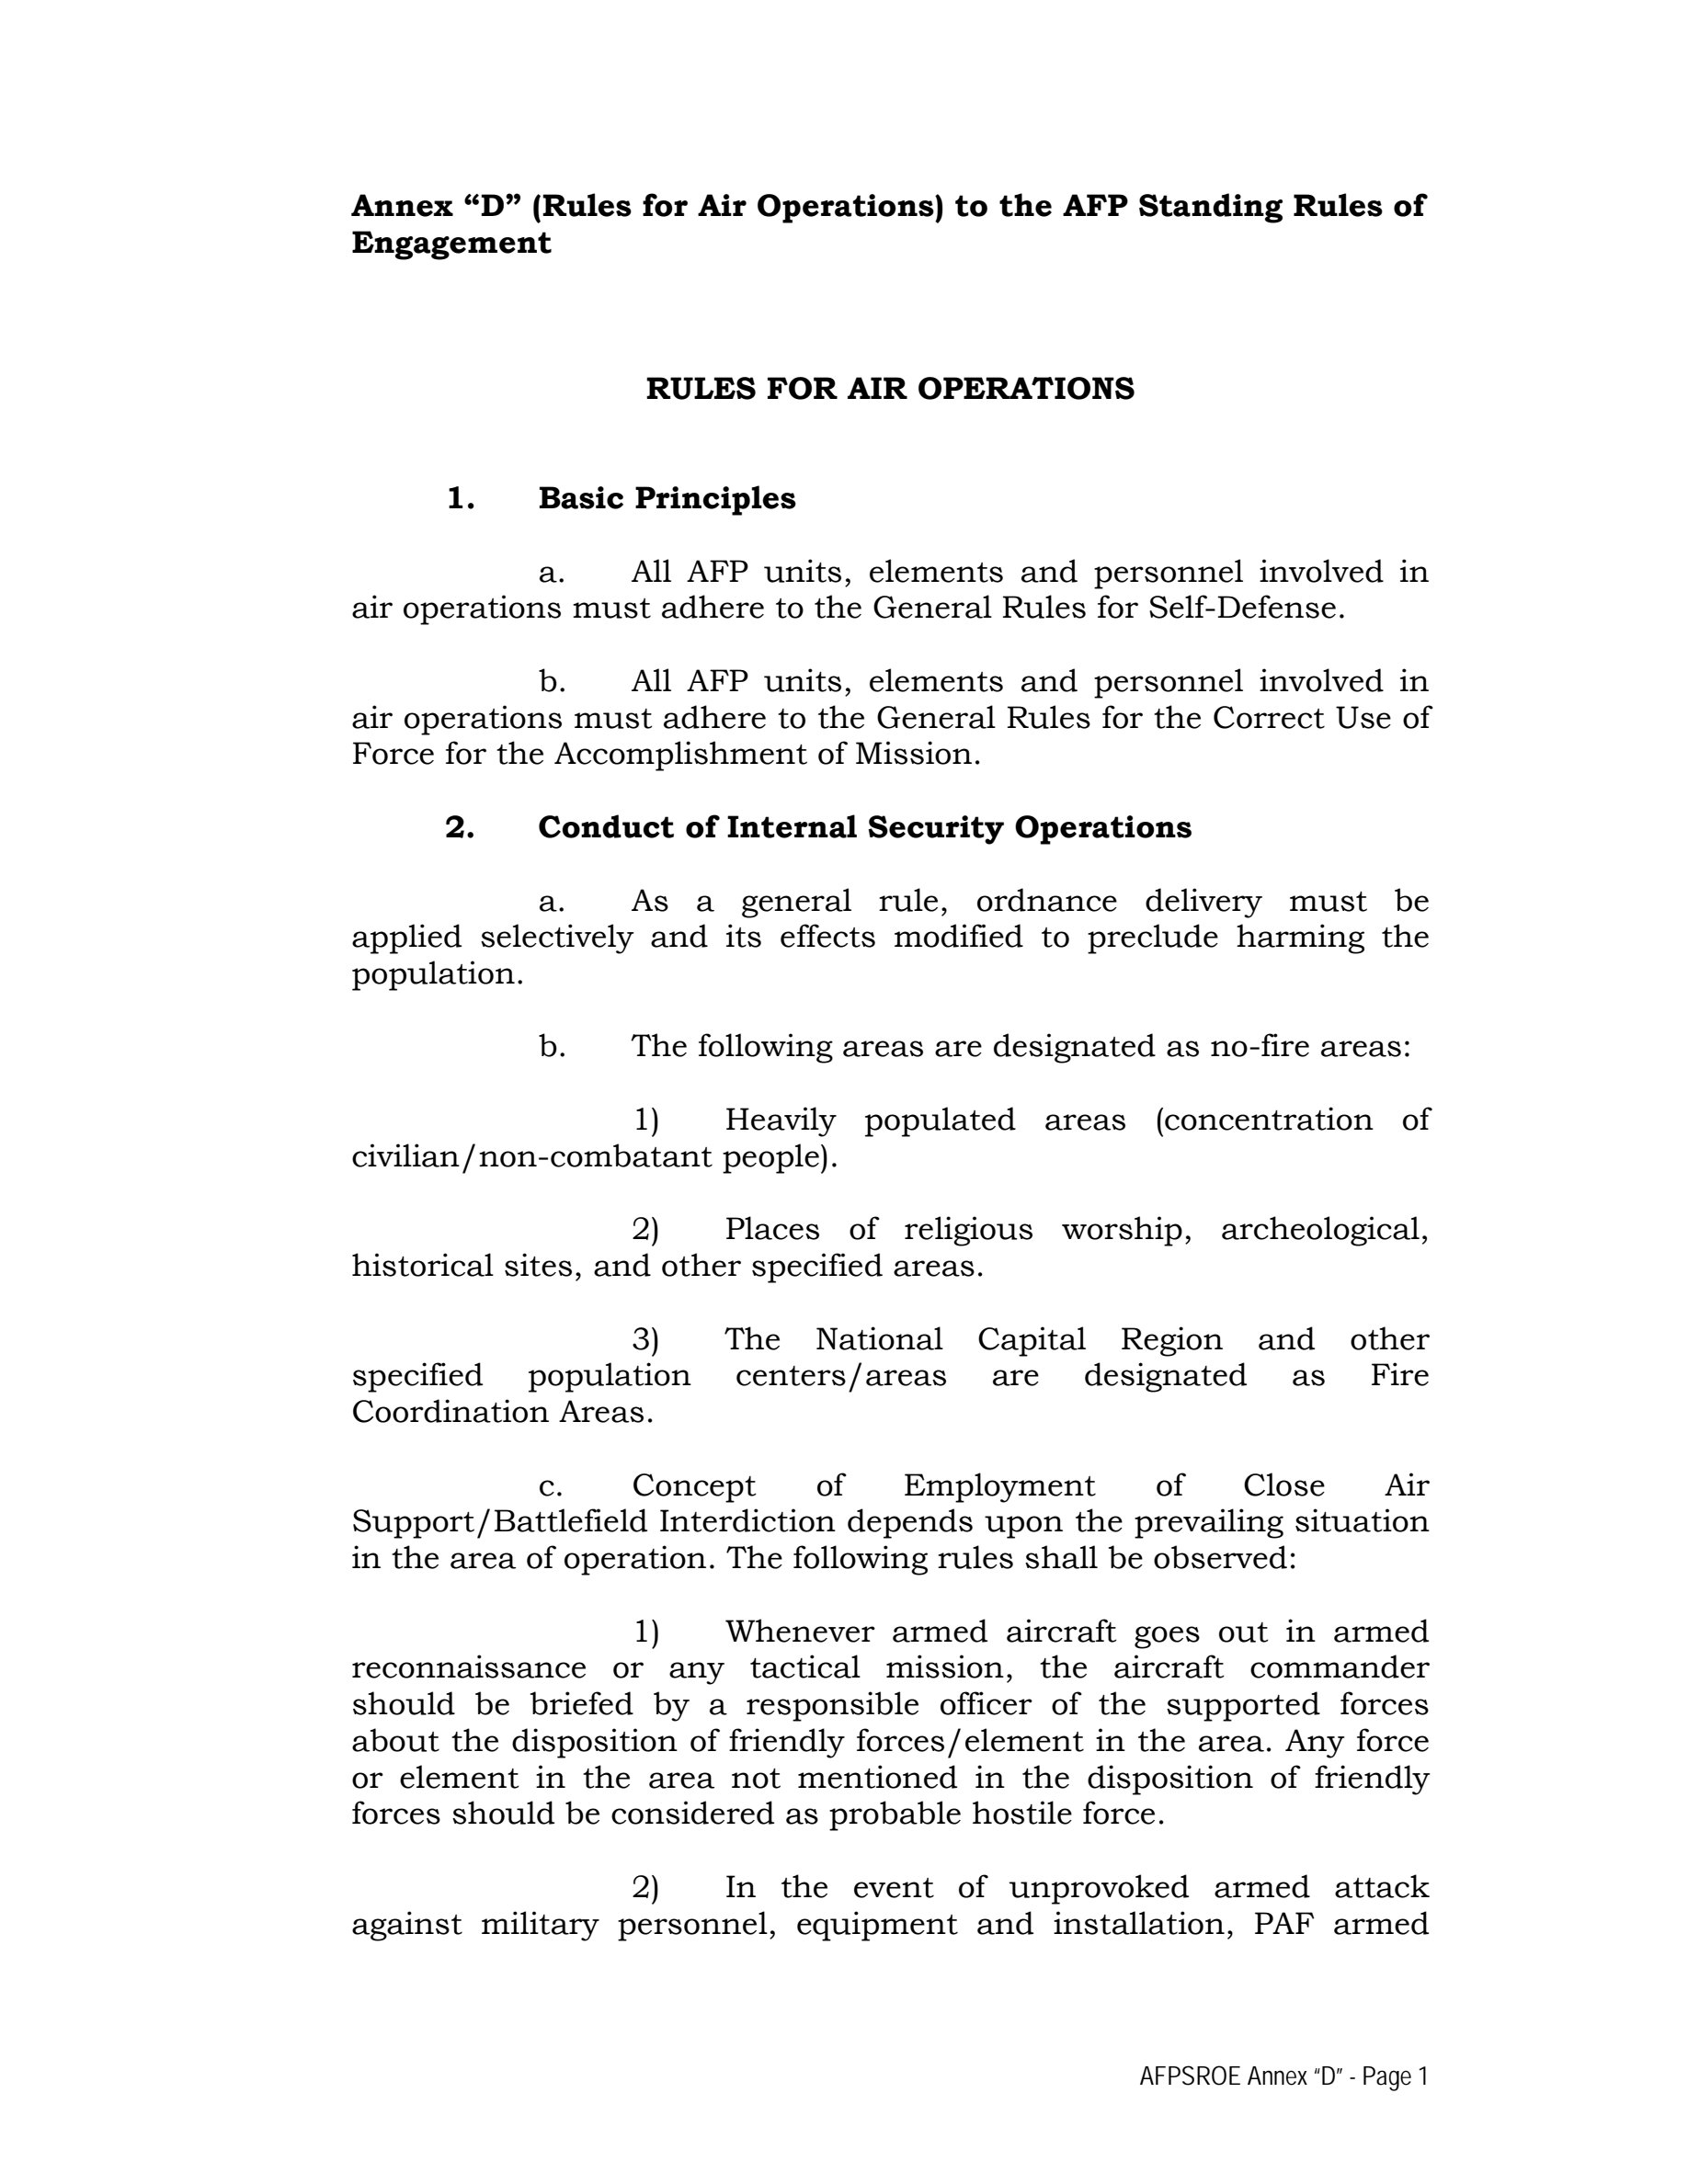 Annex “D” (Rules for Air Operations) to the AFP Standing Rules of
Engagement
RULES FOR AIR OPERATIONS
1. Basic Principles
a. All AFP units, elements and personnel involved in
air operations must adhere to the General Rules for Self-Defense.
b. All AFP units, elements and personnel involved in
air operations must adhere to the General Rules for the Correct Use of
Force for the Accomplishment of Mission.
2. Conduct of Internal Security Operations
a. As a general rule, ordnance delivery must be
applied selectively and its effects modified to preclude harming the
population.
b. The following areas are designated as no-fire areas:
1) Heavily populated areas (concentration of
civilian/non-combatant people).
2) Places of religious worship, archeological,
historical sites, and other specified areas.
3) The National Capital Region and other
specified population centers/areas are designated as Fire
Coordination Areas.
c. Concept of Employment of Close Air
Support/Battlefield Interdiction depends upon the prevailing situation
in the area of operation. The following rules shall be observed:
1) Whenever armed aircraft goes out in armed
reconnaissance or any tactical mission, the aircraft commander
should be briefed by a responsible officer of the supported forces
about the disposition of friendly forces/element in the area. Any force
or element in the area not mentioned in the disposition of friendly
forces should be considered as probable hostile force.
2) In the event of unprovoked armed attack
against military personnel, equipment and installation, PAF armed
AFPSROE Annex “D” - Page 1